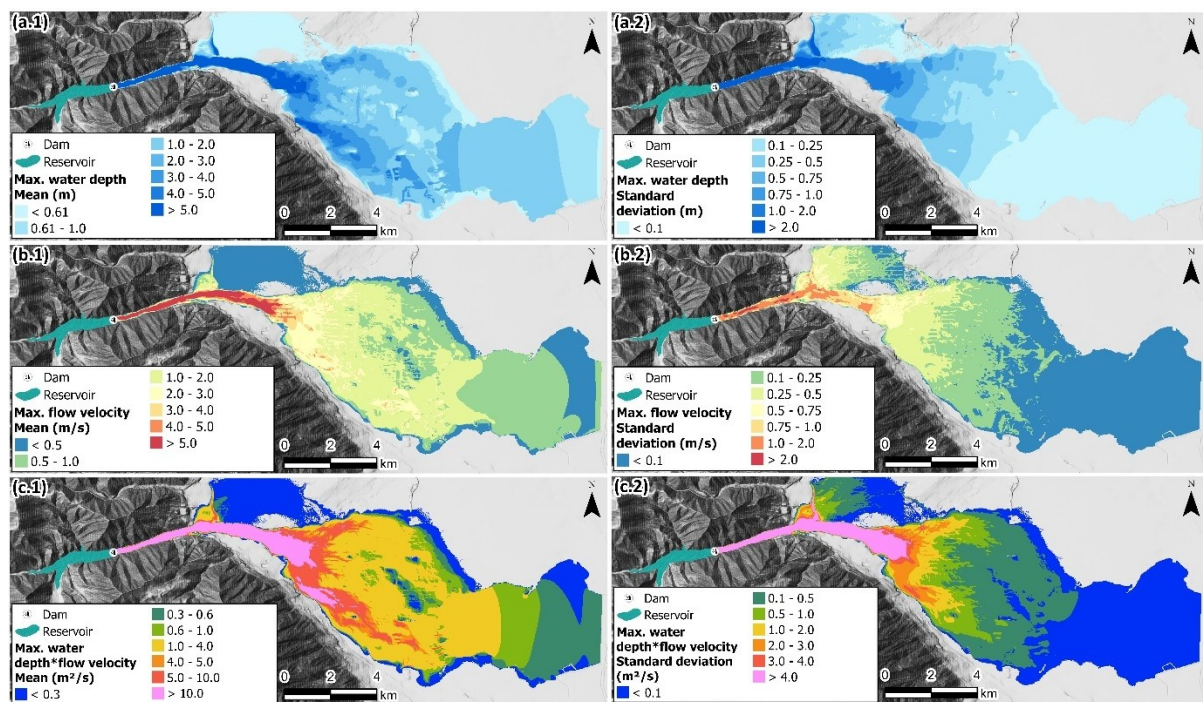 (a.1)
N
a Dam
Reservoir
Max. water depth
Mean (m)
< 0.61
0.61 - 1.0
1.0 - 2.0
2.0 - 3.0
3.0 - 4.0
4.0 - 5.0
> 5.0
0 2 4
km
(a.2)
N
a Dam
Reservoir
Max. water depth
Standard
deviation (m)
< 0.1
0.1 - 0.25
0.25 - 0.5
0.5 - 0.75
0.75 - 1.0
1.0 - 2.0
> 2.0
0 2 4
km
(b.1)
N
a Dam
Reservoir
Max. flow velocity
Mean (m/s)
< 0.5
0.5 - 1.0
1.0 - 2.0
2.0 - 3.0
3.0 - 4.0
4.0 - 5.0
> 5.0
0 2 4
km
(b.2)
N
a Dam
Reservoir
Max. flow velocity
Standard
deviation (m/s)
< 0.1
0.1 - 0.25
0.25 - 0.5
0.5 - 0.75
0.75 - 1.0
1.0 - 2.0
> 2.0
0 2 4
km
(c.1)
N
a Dam
Reservoir
Max. water
depth*flow velocity
Mean (m²/s)
< 0.3
0.3 - 0.6
0.6 - 1.0
1.0 - 4.0
4.0 - 5.0
5.0 - 10.0
> 10.0
0 2 4
km
(c.2)
N
a Dam
Reservoir
Max. water
depth*flow velocity
Standard deviation
(m²/s)
< 0.1
0.1 - 0.5
0.5 - 1.0
1.0 - 2.0
2.0 - 3.0
3.0 - 4.0
> 4.0
0 2 4
km